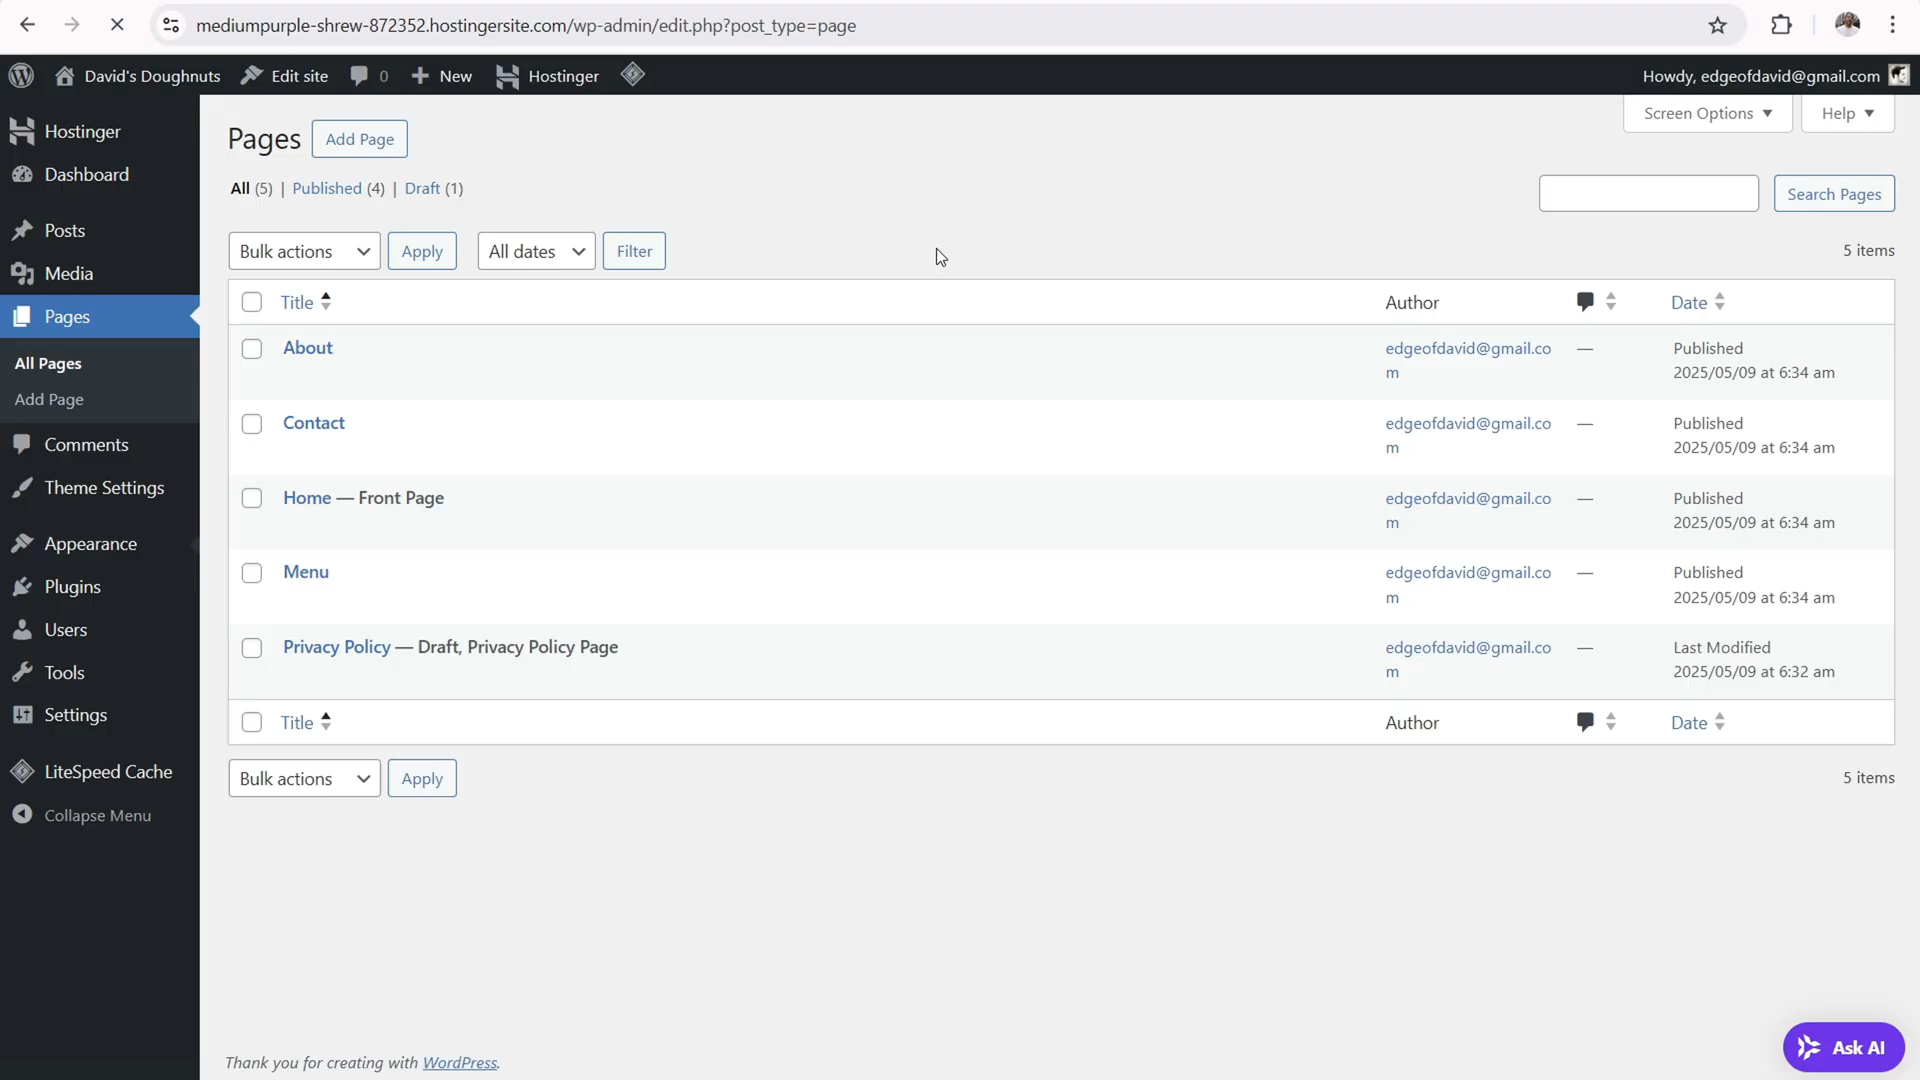 mediumpurple-shrew-872352.hostingersite.com/wp-admin/edit.php?post_type=page
David's Doughnuts Edit site 0 New Hostinger Howdy, edgeofdavid@gmail.com
Screen Options Help
Hostinger
Dashboard
Posts
Media
Pages
All Pages
Add Page
Comments
Theme Settings
Appearance
Plugins
Users
Tools
Settings
LiteSpeed Cache
Collapse Menu
Pages Add Page
All (5) | Published (4) | Draft (1)
Search Pages
Bulk actions Apply All dates Filter 5 items
Title Author Date
About edgeofdavid@gmail.co — Published
m 2025/05/09 at 6:34 am
Contact edgeofdavid@gmail.co — Published
m 2025/05/09 at 6:34 am
Home — Front Page edgeofdavid@gmail.co — Published
m 2025/05/09 at 6:34 am
Menu edgeofdavid@gmail.co — Published
m 2025/05/09 at 6:34 am
Privacy Policy — Draft, Privacy Policy Page edgeofdavid@gmail.co — Last Modified
m 2025/05/09 at 6:32 am
Title Author Date
Bulk actions Apply 5 items
Thank you for creating with WordPress.
Ask AI